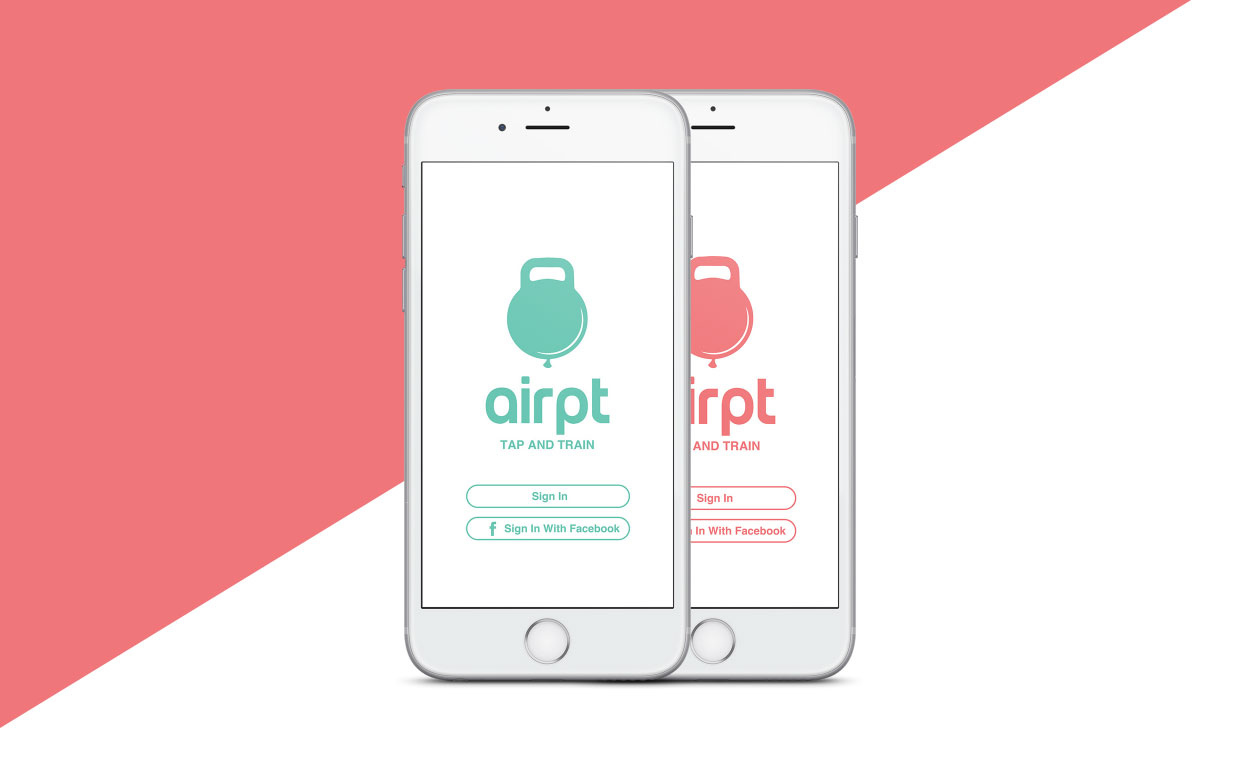 airpt
TAP AND TRAIN
Sign In
f Sign In With Facebook
irpt
AND TRAIN
Sign In
In With Facebook